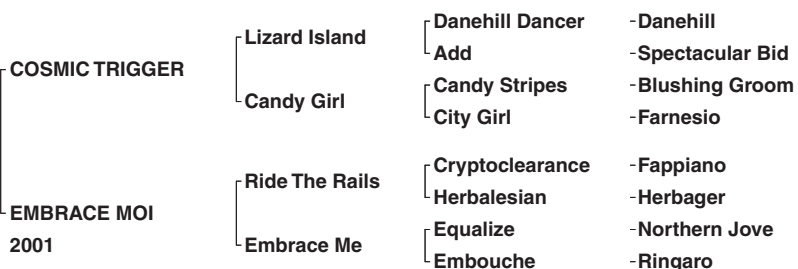 Danehill Dancer -Danehill
Lizard Island
Add -Spectacular Bid
COSMIC TRIGGER
Candy Stripes -Blushing Groom
Candy Girl
City Girl -Farnesio
Cryptoclearance -Fappiano
Ride The Rails
Herbalesian -Herbager
EMBRACE MOI
Equalize -Northern Jove
2001 Embrace Me
Embouche -Ringaro